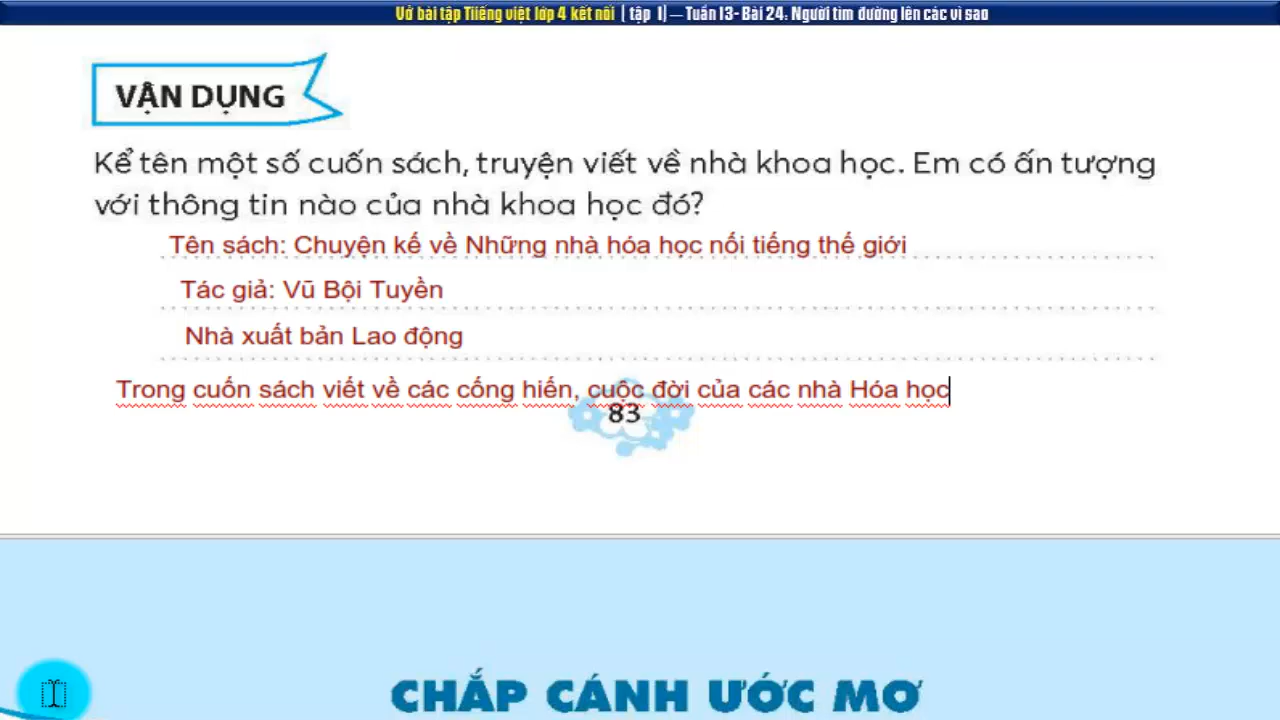 Vở bài tập Tiiếng việt lớp 4 kết nối ( tập 1) – Tuần 13- Bài 24: Người tìm đường lên các vì sao
VẬN DỤNG
Kể tên một số cuốn sách, truyện viết về nhà khoa học. Em có ấn tượng
với thông tin nào của nhà khoa học đó?
Tên sách: Chuyện kể về Những nhà hóa học nổi tiếng thế giới
Tác giả: Vũ Bội Tuyền
Nhà xuất bản Lao động
Trong cuốn sách viết về các cống hiến, cuộc đời của các nhà Hóa học
83
CHẮP CÁNH ƯỚC MƠ